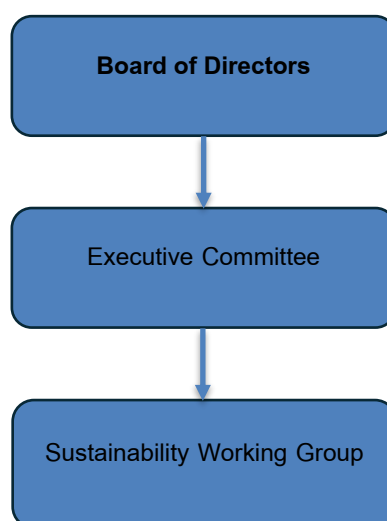 Board of Directors
Executive Committee
Sustainability Working Group